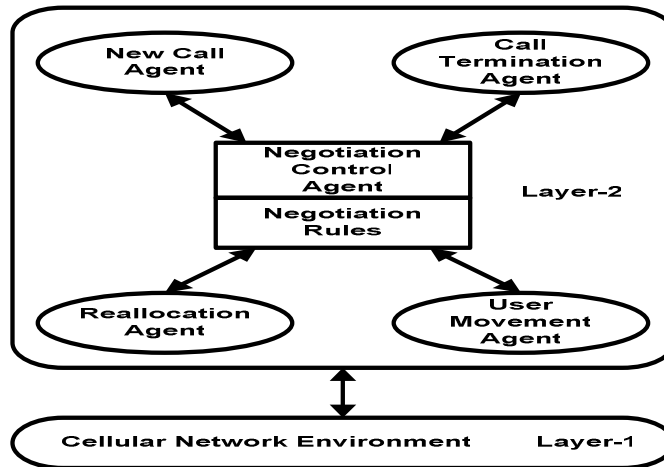 New Call
Agent
Call
Termination
Agent
Negotiation
Control
Agent
Layer-2
Negotiation
Rules
Reallocation
Agent
User
Movement
Agent
Cellular Network Environment Layer-1